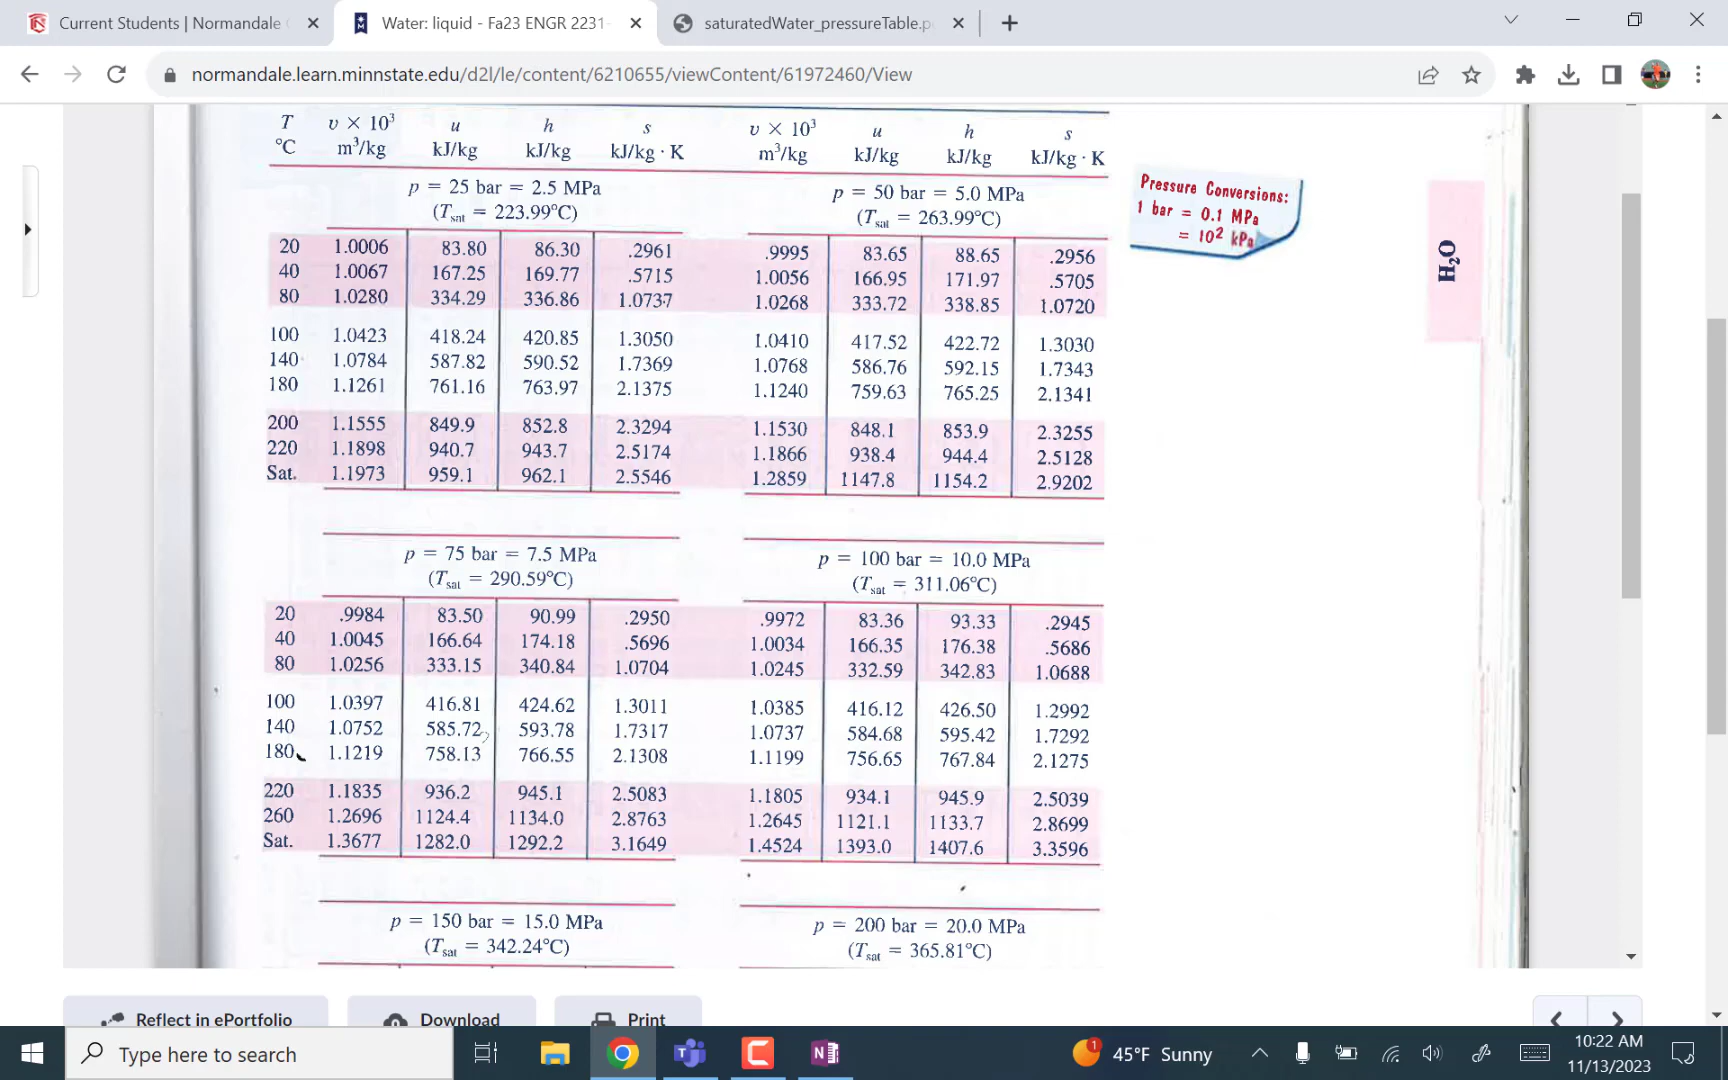 Current Students | Normandale
Water: liquid - Fa23 ENGR 2231-
saturatedWater_pressureTable.p
normandale.learn.minnstate.edu/d2l/le/content/6210655/viewContent/61972460/View
T υ × 10³ u h s υ × 10³ u h s
°C m³/kg kJ/kg kJ/kg kJ/kg · K m³/kg kJ/kg kJ/kg kJ/kg · K
p = 25 bar = 2.5 MPa p = 50 bar = 5.0 MPa
(Tsat = 223.99°C) (Tsat = 263.99°C)
20 1.0006 83.80 86.30 .2961 .9995 83.65 88.65 .2956
40 1.0067 167.25 169.77 .5715 1.0056 166.95 171.97 .5705
80 1.0280 334.29 336.86 1.0737 1.0268 333.72 338.85 1.0720
100 1.0423 418.24 420.85 1.3050 1.0410 417.52 422.72 1.3030
140 1.0784 587.82 590.52 1.7369 1.0768 586.76 592.15 1.7343
180 1.1261 761.16 763.97 2.1375 1.1240 759.63 765.25 2.1341
200 1.1555 849.9 852.8 2.3294 1.1530 848.1 853.9 2.3255
220 1.1898 940.7 943.7 2.5174 1.1866 938.4 944.4 2.5128
Sat. 1.1973 959.1 962.1 2.5546 1.2859 1147.8 1154.2 2.9202
p = 75 bar = 7.5 MPa p = 100 bar = 10.0 MPa
(Tsat = 290.59°C) (Tsat = 311.06°C)
20 .9984 83.50 90.99 .2950 .9972 83.36 93.33 .2945
40 1.0045 166.64 174.18 .5696 1.0034 166.35 176.38 .5686
80 1.0256 333.15 340.84 1.0704 1.0245 332.59 342.83 1.0688
100 1.0397 416.81 424.62 1.3011 1.0385 416.12 426.50 1.2992
140 1.0752 585.72 593.78 1.7317 1.0737 584.68 595.42 1.7292
180 1.1219 758.13 766.55 2.1308 1.1199 756.65 767.84 2.1275
220 1.1835 936.2 945.1 2.5083 1.1805 934.1 945.9 2.5039
260 1.2696 1124.4 1134.0 2.8763 1.2645 1121.1 1133.7 2.8699
Sat. 1.3677 1282.0 1292.2 3.1649 1.4524 1393.0 1407.6 3.3596
p = 150 bar = 15.0 MPa p = 200 bar = 20.0 MPa
(Tsat = 342.24°C) (Tsat = 365.81°C)
Pressure Conversions:
1 bar = 0.1 MPa
= 10² kPa
H₂O
Reflect in ePortfolio
Download
Print
Type here to search
1
45°F Sunny
10:22 AM
11/13/2023